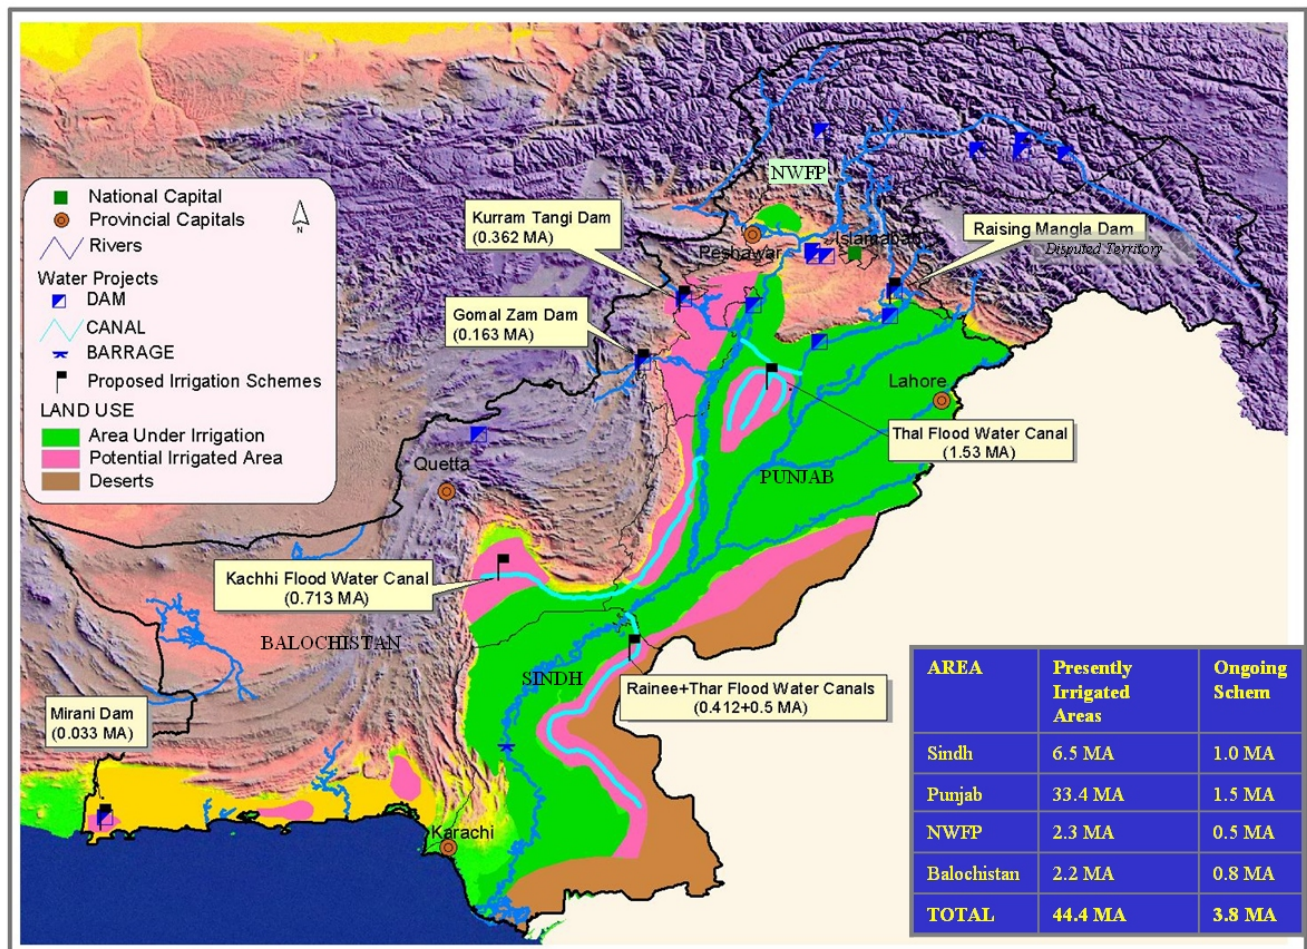 National Capital
Provincial Capitals
N
Rivers
Water Projects
DAM
CANAL
BARRAGE
Proposed Irrigation Schemes
LAND USE
Area Under Irrigation
Potential Irrigated Area
Deserts
NWFP
Kurram Tangi Dam
(0.362 MA)
Raising Mangla Dam
Disputed Territory
Peshawar
Islamabad
Gomal Zam Dam
(0.163 MA)
Lahore
Thal Flood Water Canal
(1.53 MA)
Quetta
PUNJAB
Kachhi Flood Water Canal
(0.713 MA)
BALOCHISTAN
SINDH
Rainee+Thar Flood Water Canals
(0.412+0.5 MA)
Mirani Dam
(0.033 MA)
Karachi
AREA Presently Irrigated Areas Ongoing Schem
Sindh 6.5 MA 1.0 MA
Punjab 33.4 MA 1.5 MA
NWFP 2.3 MA 0.5 MA
Balochistan 2.2 MA 0.8 MA
TOTAL 44.4 MA 3.8 MA